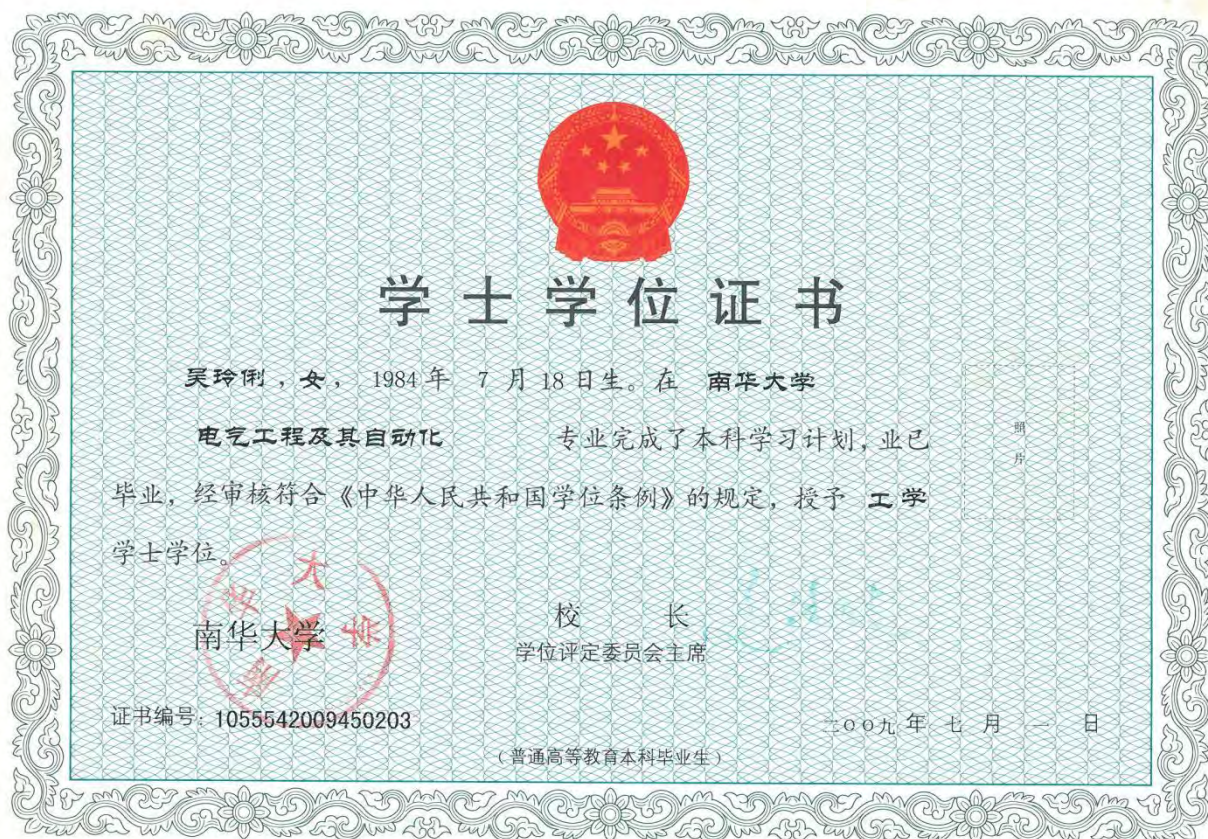 学士学位证书
吴玲俐，女， 1984年 7月18日生。在 南华大学
电气工程及其自动化 专业完成了本科学习计划，业已
毕业，经审核符合《中华人民共和国学位条例》的规定，授予 工学
学士学位。
照片
南华大学
南华大学
校长
学位评定委员会主席
证书编号：1055542009450203
二〇〇九年七月一日
（普通高等教育本科毕业生）